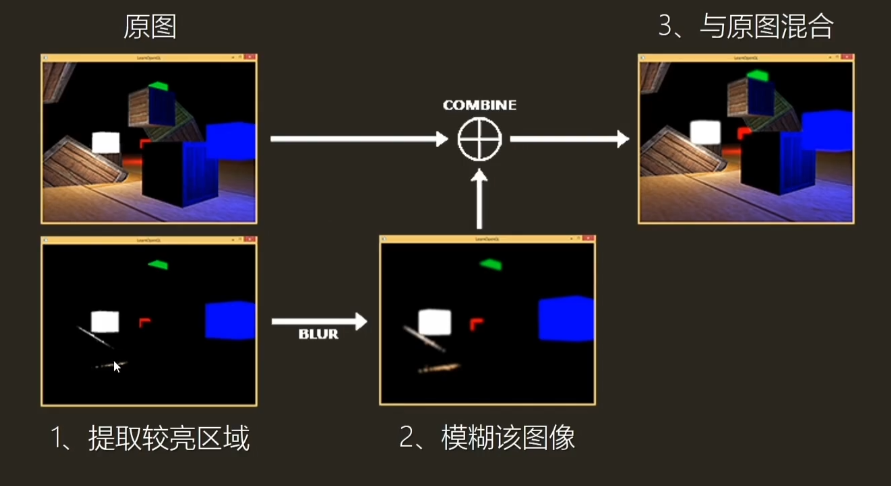 原图
3、与原图混合
LearnOpenGL
LearnOpenGL
COMBINE
LearnOpenGL
LearnOpenGL
BLUR
1、提取较亮区域
2、模糊该图像